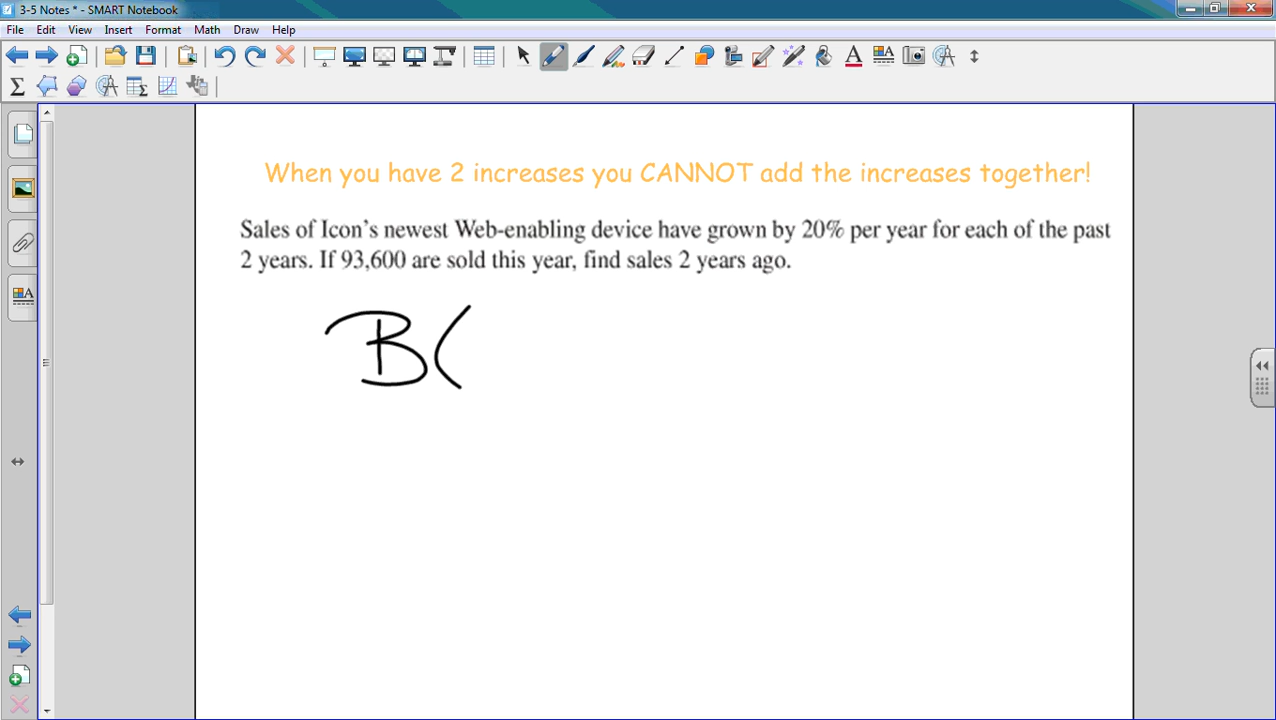 3-5 Notes * - SMART Notebook
File Edit View Insert Format Math Draw Help
When you have 2 increases you CANNOT add the increases together!
Sales of Icon's newest Web-enabling device have grown by 20% per year for each of the past
2 years. If 93,600 are sold this year, find sales 2 years ago.
B(